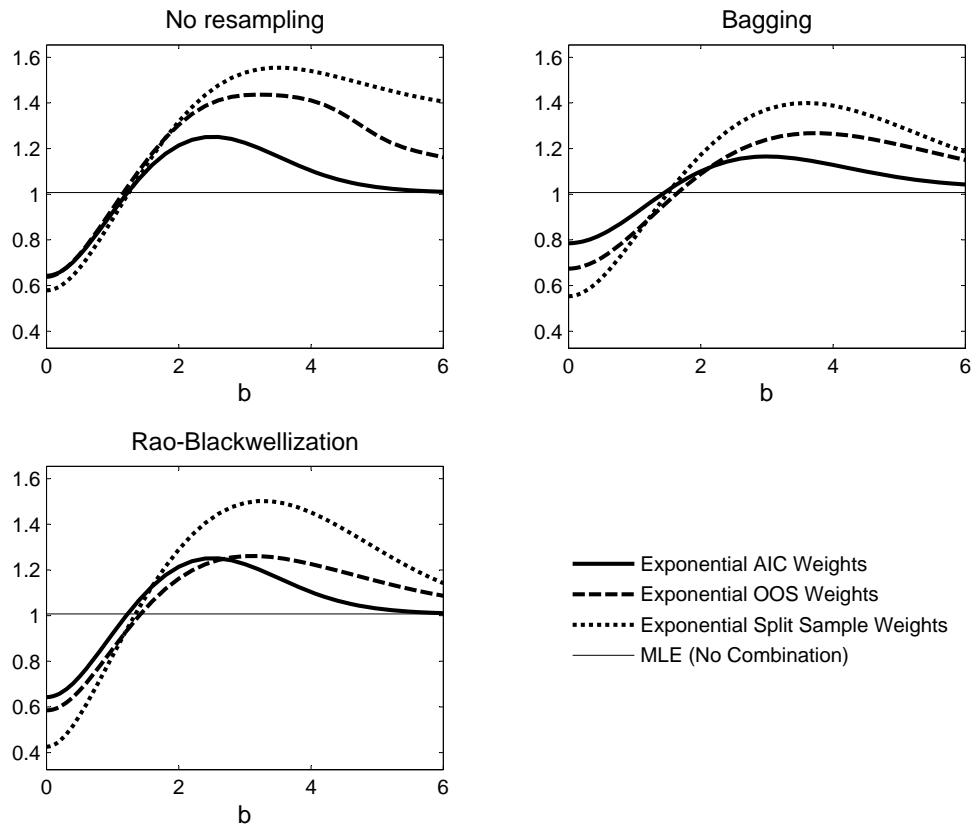 No resampling
1.6
1.4
1.2
1
0.8
0.6
0.4
0 2 4 6
b
Bagging
1.6
1.4
1.2
1
0.8
0.6
0.4
0 2 4 6
b
Rao-Blackwellization
1.6
1.4
1.2
1
0.8
0.6
0.4
0 2 4 6
b
Exponential AIC Weights
Exponential OOS Weights
Exponential Split Sample Weights
MLE (No Combination)